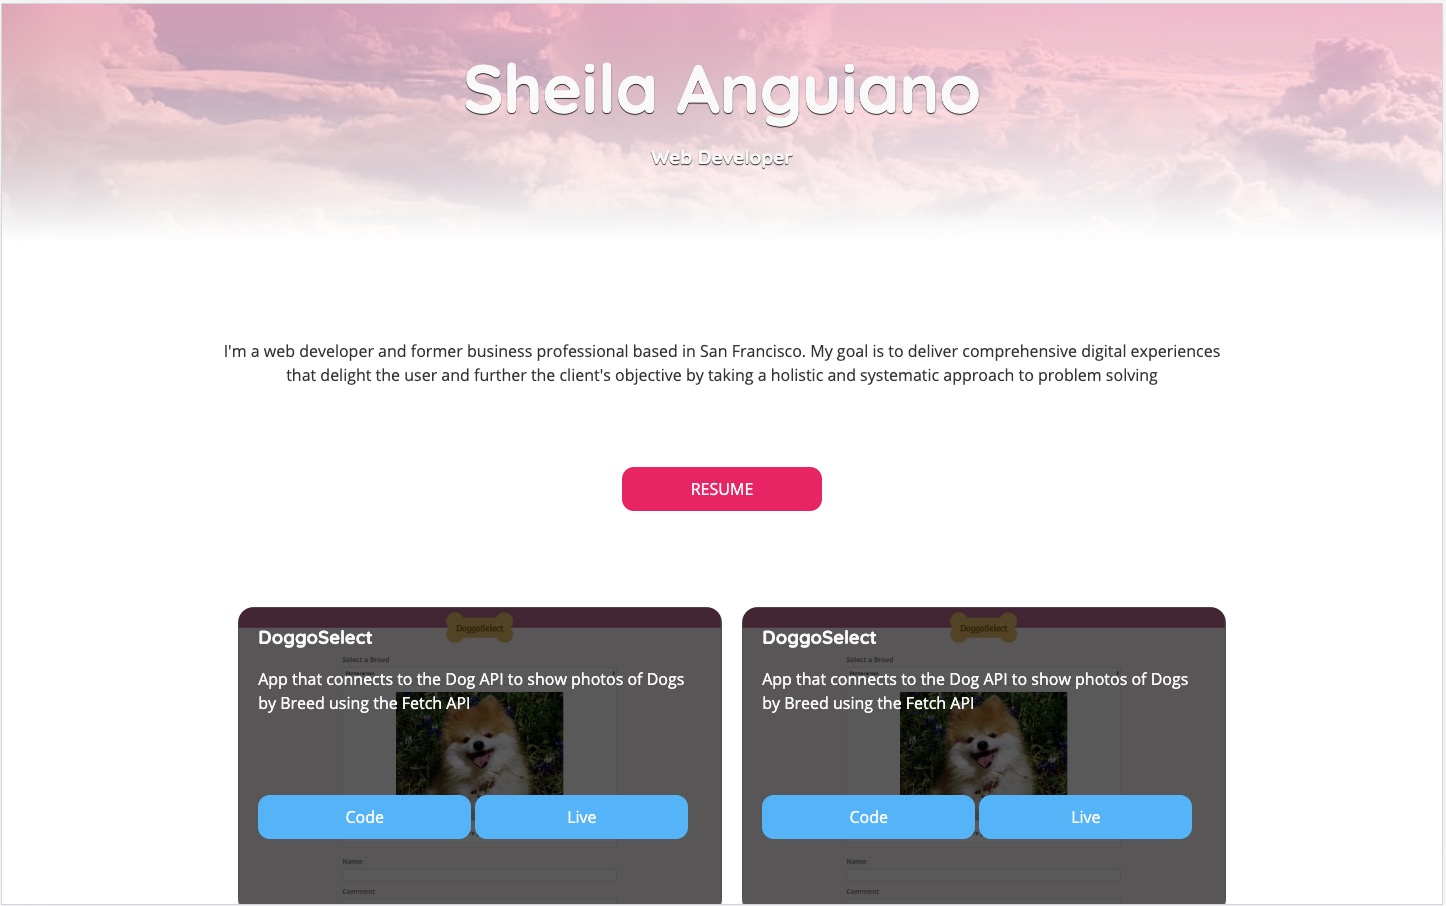 Sheila Anguiano
Web Developer
I'm a web developer and former business professional based in San Francisco. My goal is to deliver comprehensive digital experiences
that delight the user and further the client's objective by taking a holistic and systematic approach to problem solving
RESUME
DoggoSelect
DoggoSelect
Select a Breed
App that connects to the Dog API to show photos of Dogs
by Breed using the Fetch API
Code
Live
Name
Comment
DoggoSelect
DoggoSelect
Select a Breed
App that connects to the Dog API to show photos of Dogs
by Breed using the Fetch API
Code
Live
Name
Comment